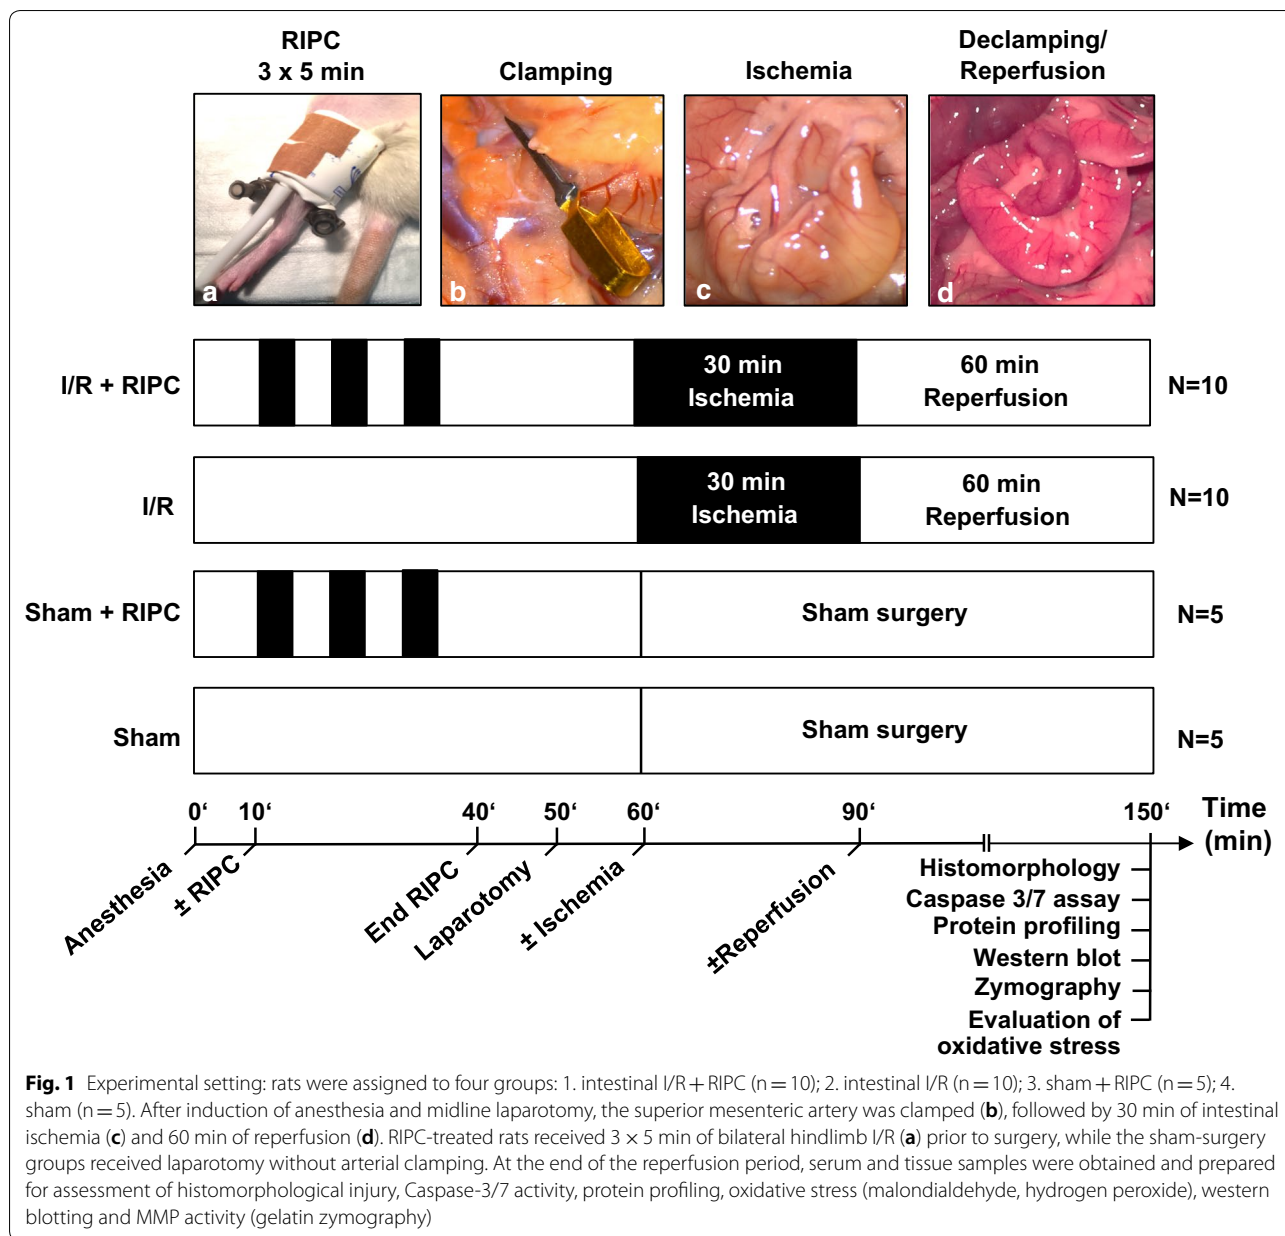 RIPC
3 x 5 min
Clamping
Ischemia
Declamping/
Reperfusion
a
b
c
d
I/R + RIPC
30 min
Ischemia
60 min
Reperfusion
N=10
I/R
30 min
Ischemia
60 min
Reperfusion
N=10
Sham + RIPC
Sham surgery
N=5
Sham
Sham surgery
N=5
0‘ 10‘ 40‘ 50‘ 60‘ 90‘ 150‘
Time
(min)
Anesthesia
± RIPC
End RIPC
Laparotomy
± Ischemia
±Reperfusion
Histomorphology
Caspase 3/7 assay
Protein profiling
Western blot
Zymography
Evaluation of
oxidative stress
Fig. 1 Experimental setting: rats were assigned to four groups: 1. intestinal I/R + RIPC (n = 10); 2. intestinal I/R (n = 10); 3. sham + RIPC (n = 5); 4.
sham (n = 5). After induction of anesthesia and midline laparotomy, the superior mesenteric artery was clamped (b), followed by 30 min of intestinal
ischemia (c) and 60 min of reperfusion (d). RIPC-treated rats received 3 × 5 min of bilateral hindlimb I/R (a) prior to surgery, while the sham-surgery
groups received laparotomy without arterial clamping. At the end of the reperfusion period, serum and tissue samples were obtained and prepared
for assessment of histomorphological injury, Caspase-3/7 activity, protein profiling, oxidative stress (malondialdehyde, hydrogen peroxide), western
blotting and MMP activity (gelatin zymography)